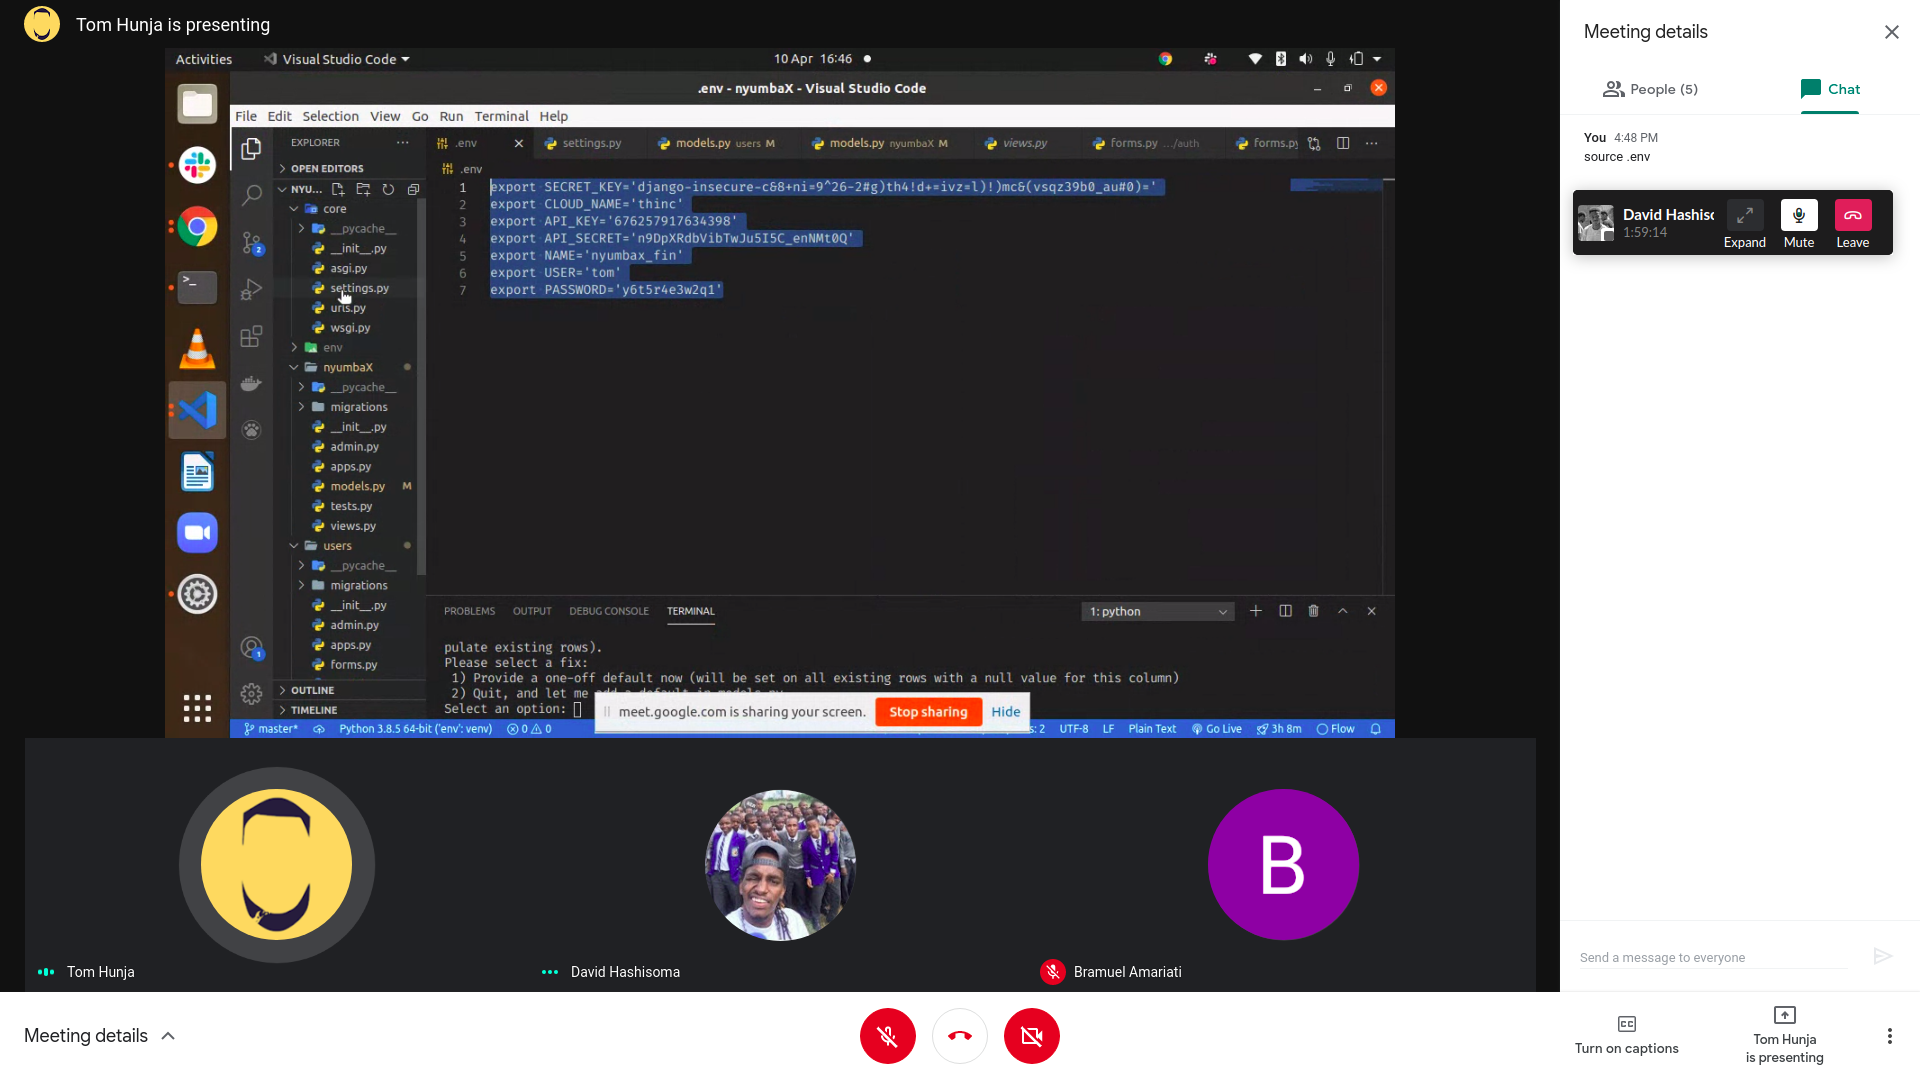 Tom Hunja is presenting
Activities
Visual Studio Code
10 Apr 16:46
.env - nyumbaX - Visual Studio Code
File Edit Selection View Go Run Terminal Help
EXPLORER
OPEN EDITORS
NYU...
core
__pycache__
__init__.py
asgi.py
settings.py
urls.py
wsgi.py
env
nyumbaX
__pycache__
migrations
__init__.py
admin.py
apps.py
models.py M
tests.py
views.py
users
__pycache__
migrations
__init__.py
admin.py
apps.py
forms.py
OUTLINE
TIMELINE
.env settings.py models.py users M models.py nyumbaX M views.py forms.py .../auth forms.py
.env
1 export SECRET_KEY='django-insecure-c&8+ni=9^26-2#g)th4!d+=ivz=l)!)mc&(vsqz39b0_au#0)='
2 export CLOUD_NAME='thinc'
3 export API_KEY='676257917634398'
4 export API_SECRET='n9DpXRdbVibTwJu5I5C_enNMt0Q'
5 export NAME='nyumbax_fin'
6 export USER='tom'
7 export PASSWORD='y6t5r4e3w2q1'
PROBLEMS OUTPUT DEBUG CONSOLE TERMINAL
1: python
pulate existing rows).
Please select a fix:
1) Provide a one-off default now (will be set on all existing rows with a null value for this column)
2) Quit, and let me add a default in models.py
Select an option:
meet.google.com is sharing your screen. Stop sharing Hide
master* Python 3.8.5 64-bit ('env': venv) 0 0 s: 2 UTF-8 LF Plain Text Go Live 3h 8m Flow
2
1
Tom Hunja
David Hashisoma
B
Bramuel Amariati
Meeting details
People (5)
Chat
You 4:48 PM
source .env
David Hashisc
1:59:14
Expand Mute Leave
Send a message to everyone
Meeting details
Turn on captions
Tom Hunja
is presenting